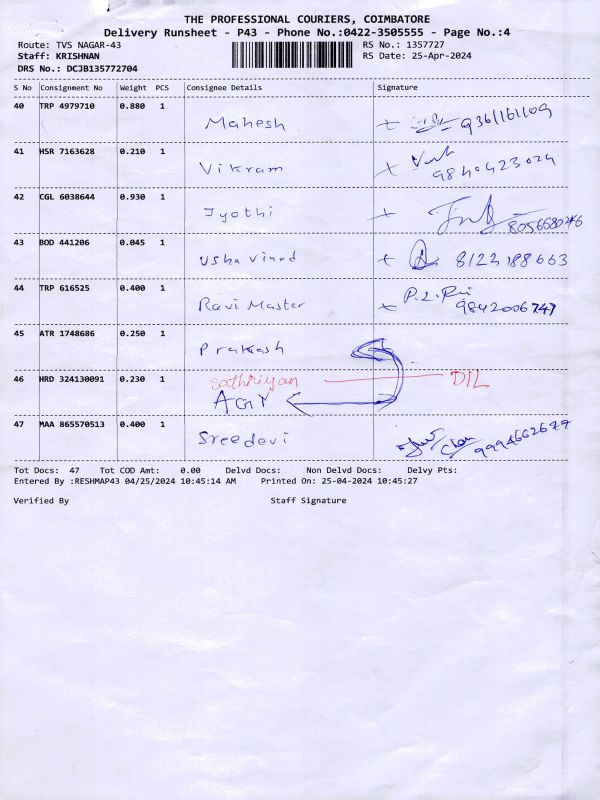 THE PROFESSIONAL COURIERS, COIMBATORE
Delivery Runsheet - P43 - Phone No.:0422-3505555 - Page No.:4
Route: TVS NAGAR-43 RS No.: 1357727
Staff: KRISHNAN RS Date: 25-Apr-2024
DRS No.: DCJB135772704
S No Consignment No Weight PCS Consignee Details Signature
40 TRP 4979710 0.880 1 Mahesh 9361161109
41 HSR 7163628 0.210 1 Vikram 9840423024
42 CGL 6038644 0.930 1 Jyothi 8056680246
43 BOD 441206 0.045 1 Usha Vinod 8122188663
44 TRP 616525 0.400 1 Ravi Master 9842006747
45 ATR 1748686 0.250 1 Prakash
46 HRD 324130091 0.230 1 Sathriyan DIL
47 MAA 865570513 0.400 1 Sreedevi 9994662677
Tot Docs: 47 Tot COD Amt: 0.00 Delvd Docs: Non Delvd Docs: Delvy Pts:
Entered By :RESHMAP43 04/25/2024 10:45:14 AM Printed On: 25-04-2024 10:45:27
Verified By Staff Signature